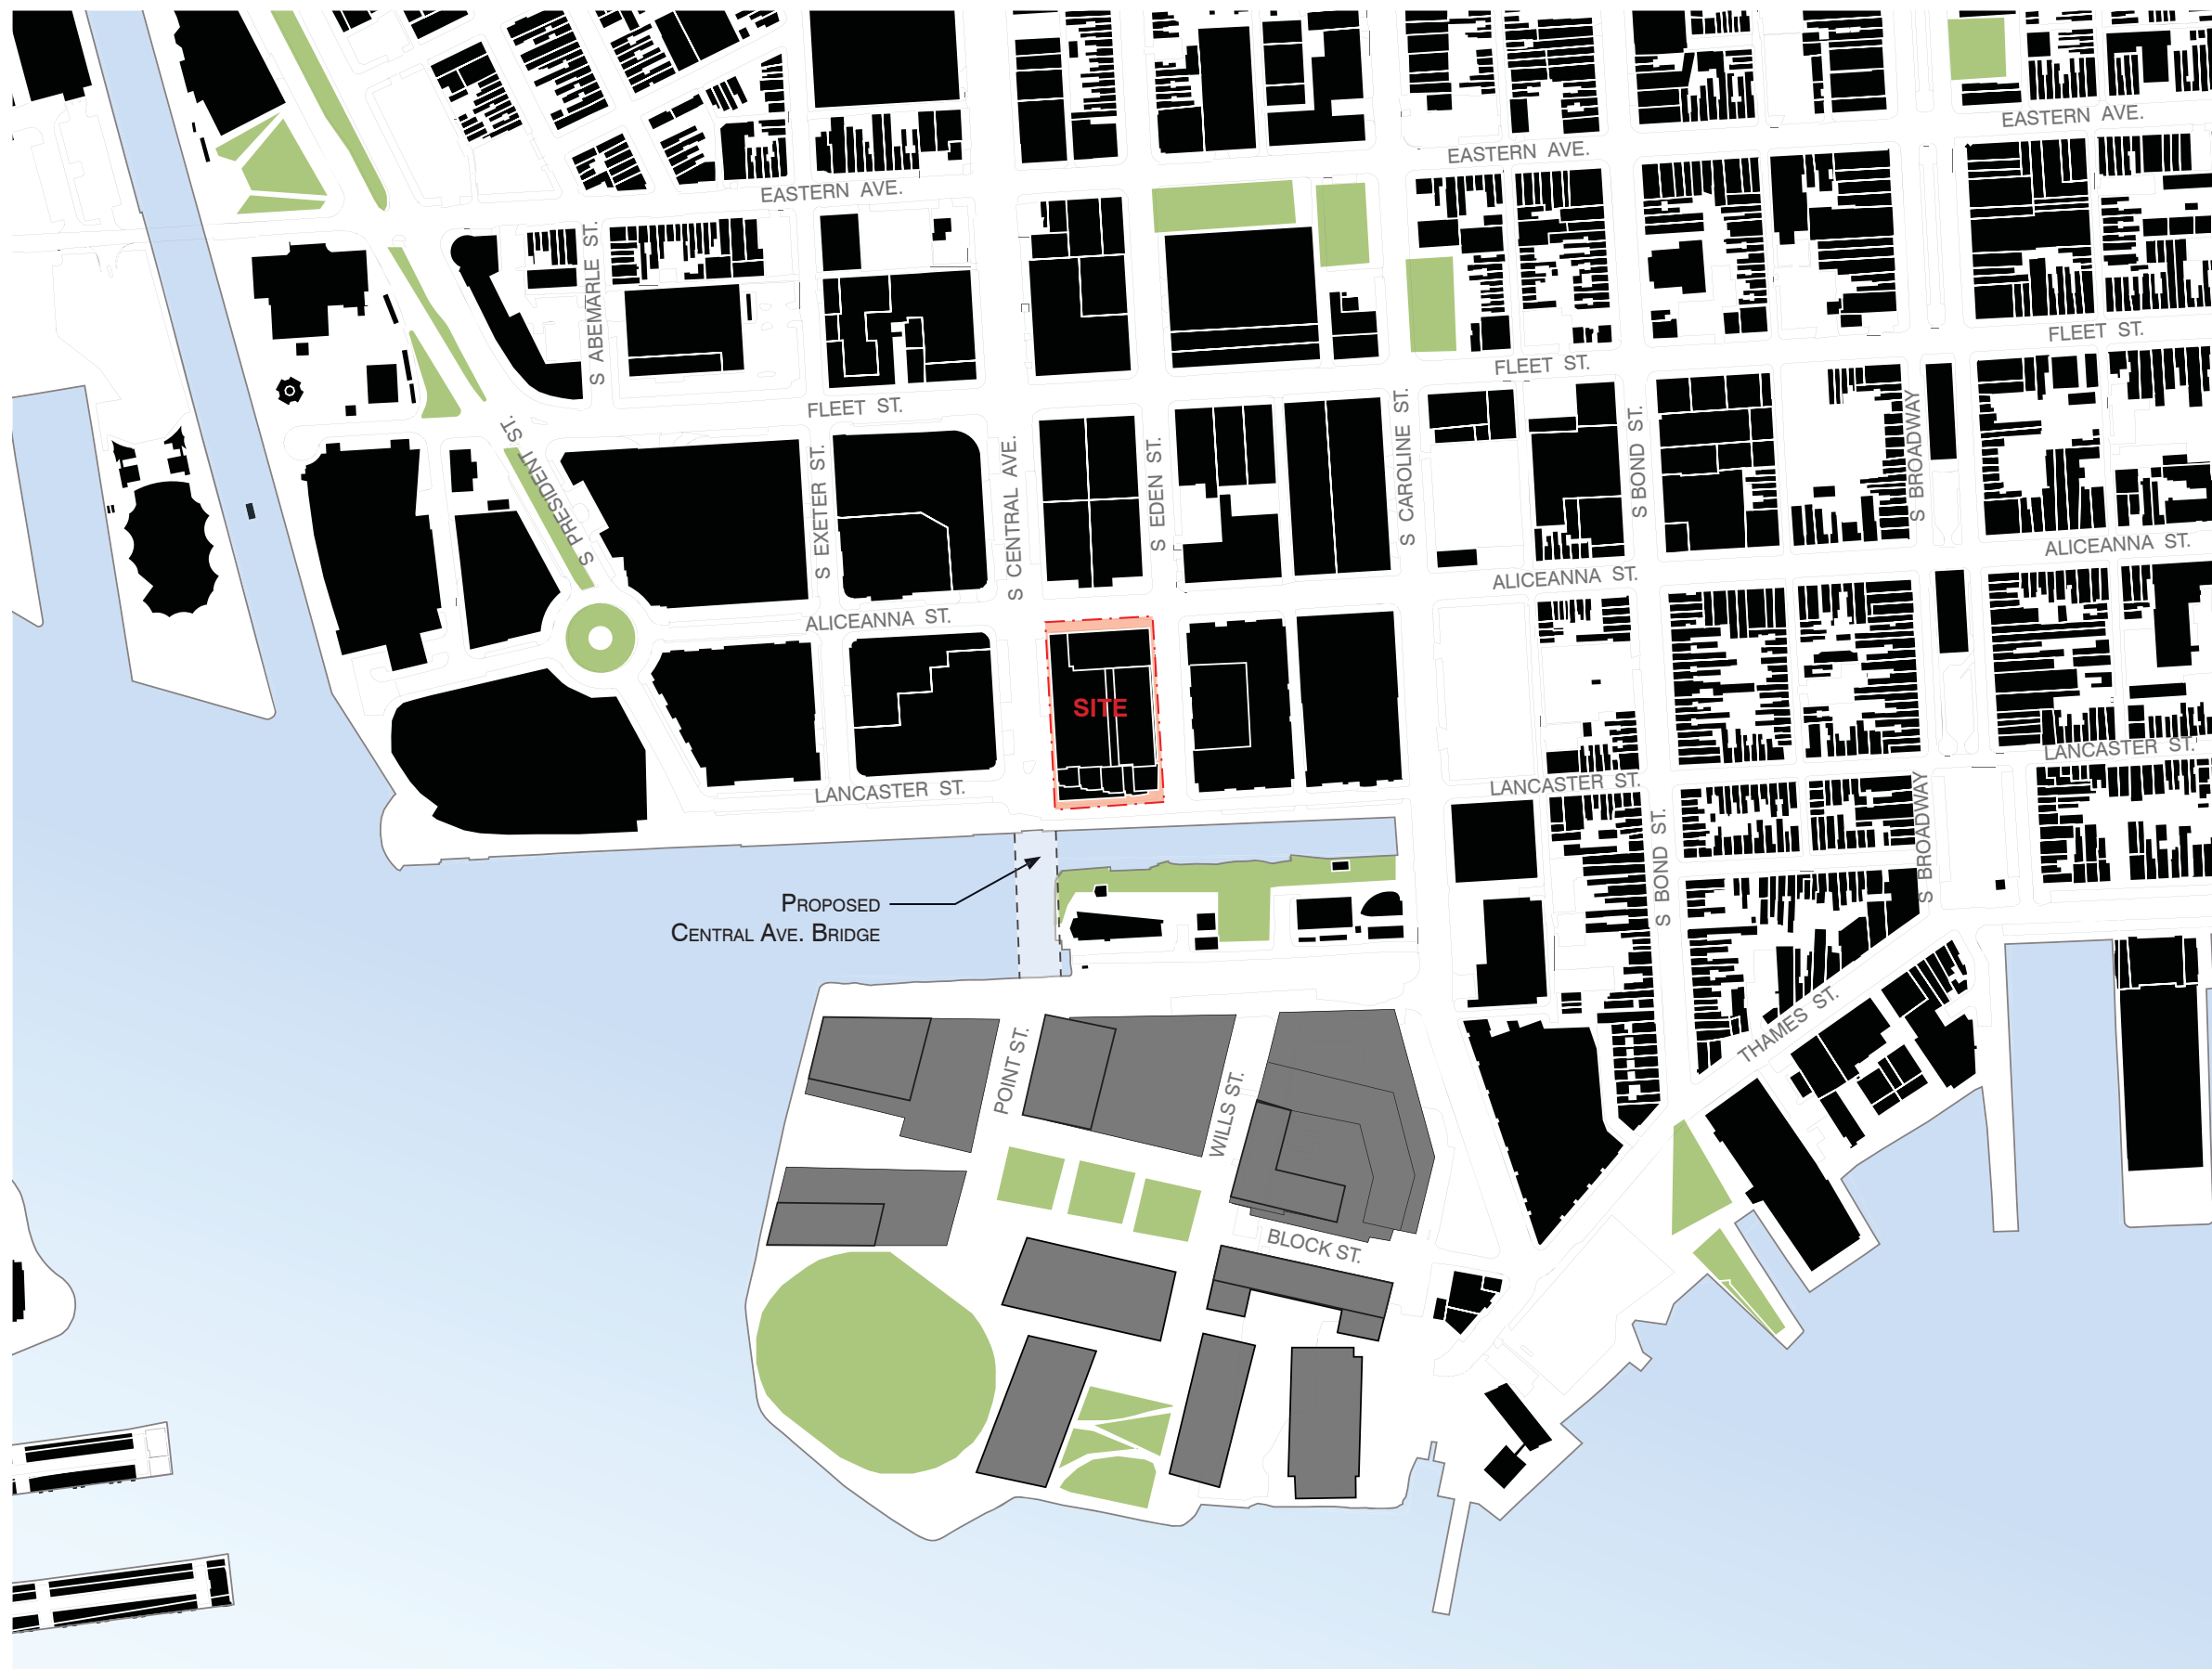 EASTERN AVE.
EASTERN AVE.
EASTERN AVE.
S ABEMARLE ST.
FLEET ST.
FLEET ST.
FLEET ST.
S PRESIDENT ST.
S EXETER ST.
S CENTRAL AVE.
S EDEN ST.
S CAROLINE ST.
S BOND ST.
S BROADWAY
ALICEANNA ST.
ALICEANNA ST.
ALICEANNA ST.
SITE
LANCASTER ST.
LANCASTER ST.
LANCASTER ST.
S BOND ST.
S BROADWAY
PROPOSED
CENTRAL AVE. BRIDGE
THAMES ST.
POINT ST.
WILLS ST.
BLOCK ST.